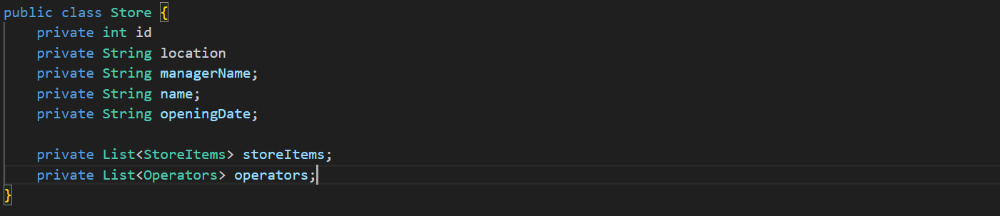 public class Store {
    private int id
    private String location
    private String managerName;
    private String name;
    private String openingDate;

    private List<StoreItems> storeItems;
    private List<Operators> operators;
}